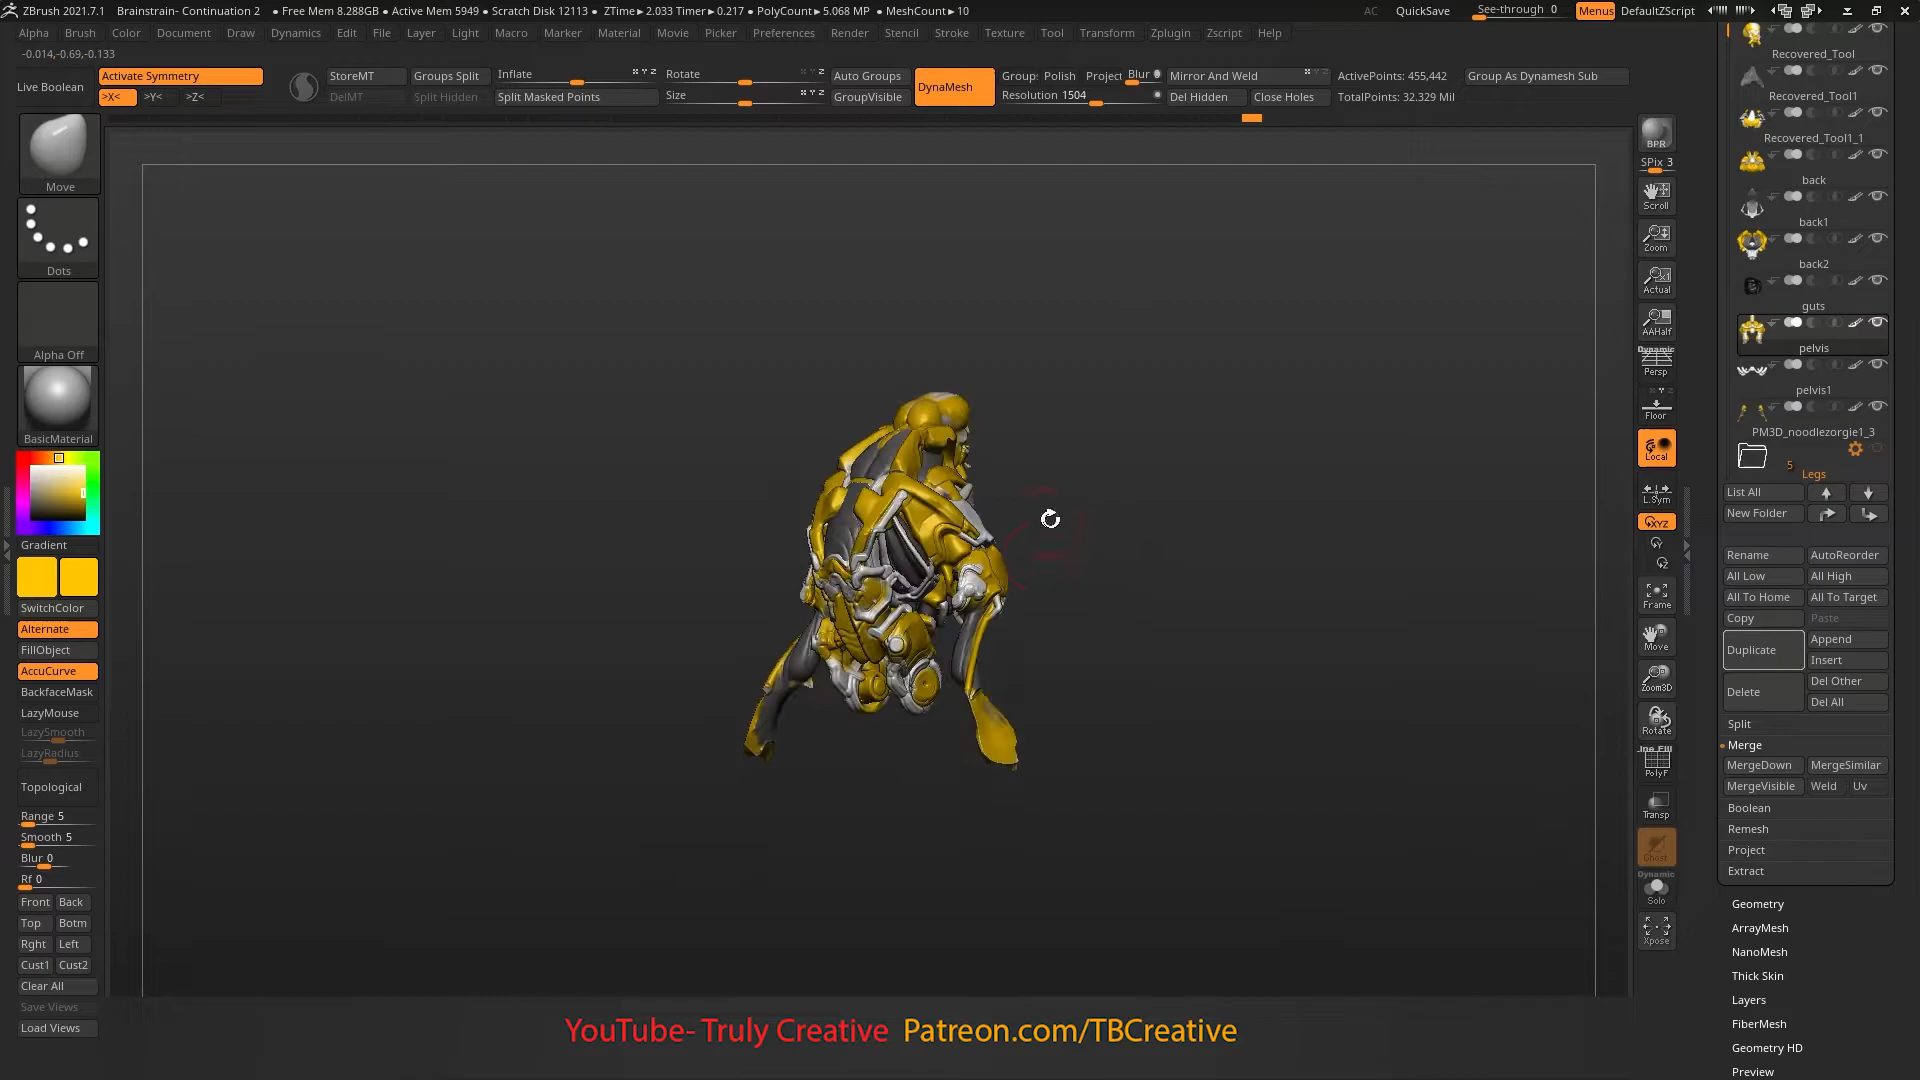 ZBrush 2021.7.1 Brainstrain- Continuation 2 • Free Mem 8.288GB • Active Mem 5949 • Scratch Disk 12113 • ZTime▸2.033 Timer▸0.217 • PolyCount▸5.068 MP • MeshCount▸10 AC QuickSave See-through 0 Menus DefaultZScript
Alpha Brush Color Document Draw Dynamics Edit File Layer Light Macro Marker Material Movie Picker Preferences Render Stencil Stroke Texture Tool Transform Zplugin Zscript Help
-0.014,-0.69,-0.133
Live Boolean
Activate Symmetry
>X< >Y< >Z<
StoreMT
DelMT
Groups Split
Split Hidden
Inflate
Split Masked Points
Rotate
Size
Auto Groups
GroupVisible
DynaMesh
Groups Polish Project Blur 0
Resolution 1504
Mirror And Weld
Del Hidden Close Holes
ActivePoints: 455,442
TotalPoints: 32.329 Mil
Group As Dynamesh Sub
Move
Dots
Alpha Off
BasicMaterial
Gradient
SwitchColor
Alternate
FillObject
AccuCurve
BackfaceMask
LazyMouse
LazySmooth
LazyRadius
Topological
Range 5
Smooth 5
Blur 0
Rf 0
Front Back
Top Botm
Rght Left
Cust1 Cust2
Clear All
Save Views
Load Views
BPR
SPix 3
Scroll
Zoom
Actual
AAHalf
Dynamic
Persp
Floor
Local
L.Sym
XYZ
Frame
Move
Zoom3D
Rotate
Line Fill
PolyF
Transp
Ghost
Dynamic
Solo
Xpose
Recovered_Tool
Recovered_Tool1
Recovered_Tool1_1
back
back1
back2
guts
pelvis
pelvis1
PM3D_noodlezorgie1_3
5 Legs
List All
New Folder
Rename AutoReorder
All Low All High
All To Home All To Target
Copy Paste
Duplicate Append
Insert
Delete Del Other
Del All
Split
Merge
MergeDown MergeSimilar
MergeVisible Weld Uv
Boolean
Remesh
Project
Extract
Geometry
ArrayMesh
NanoMesh
Thick Skin
Layers
FiberMesh
Geometry HD
Preview
YouTube- Truly Creative Patreon.com/TBCreative